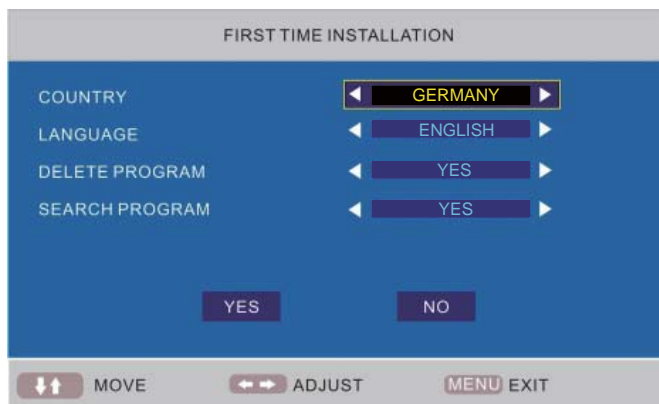 FIRST TIME INSTALLATION
COUNTRY GERMANY
LANGUAGE ENGLISH
DELETE PROGRAM YES
SEARCH PROGRAM YES
YES NO
MOVE ADJUST MENU EXIT